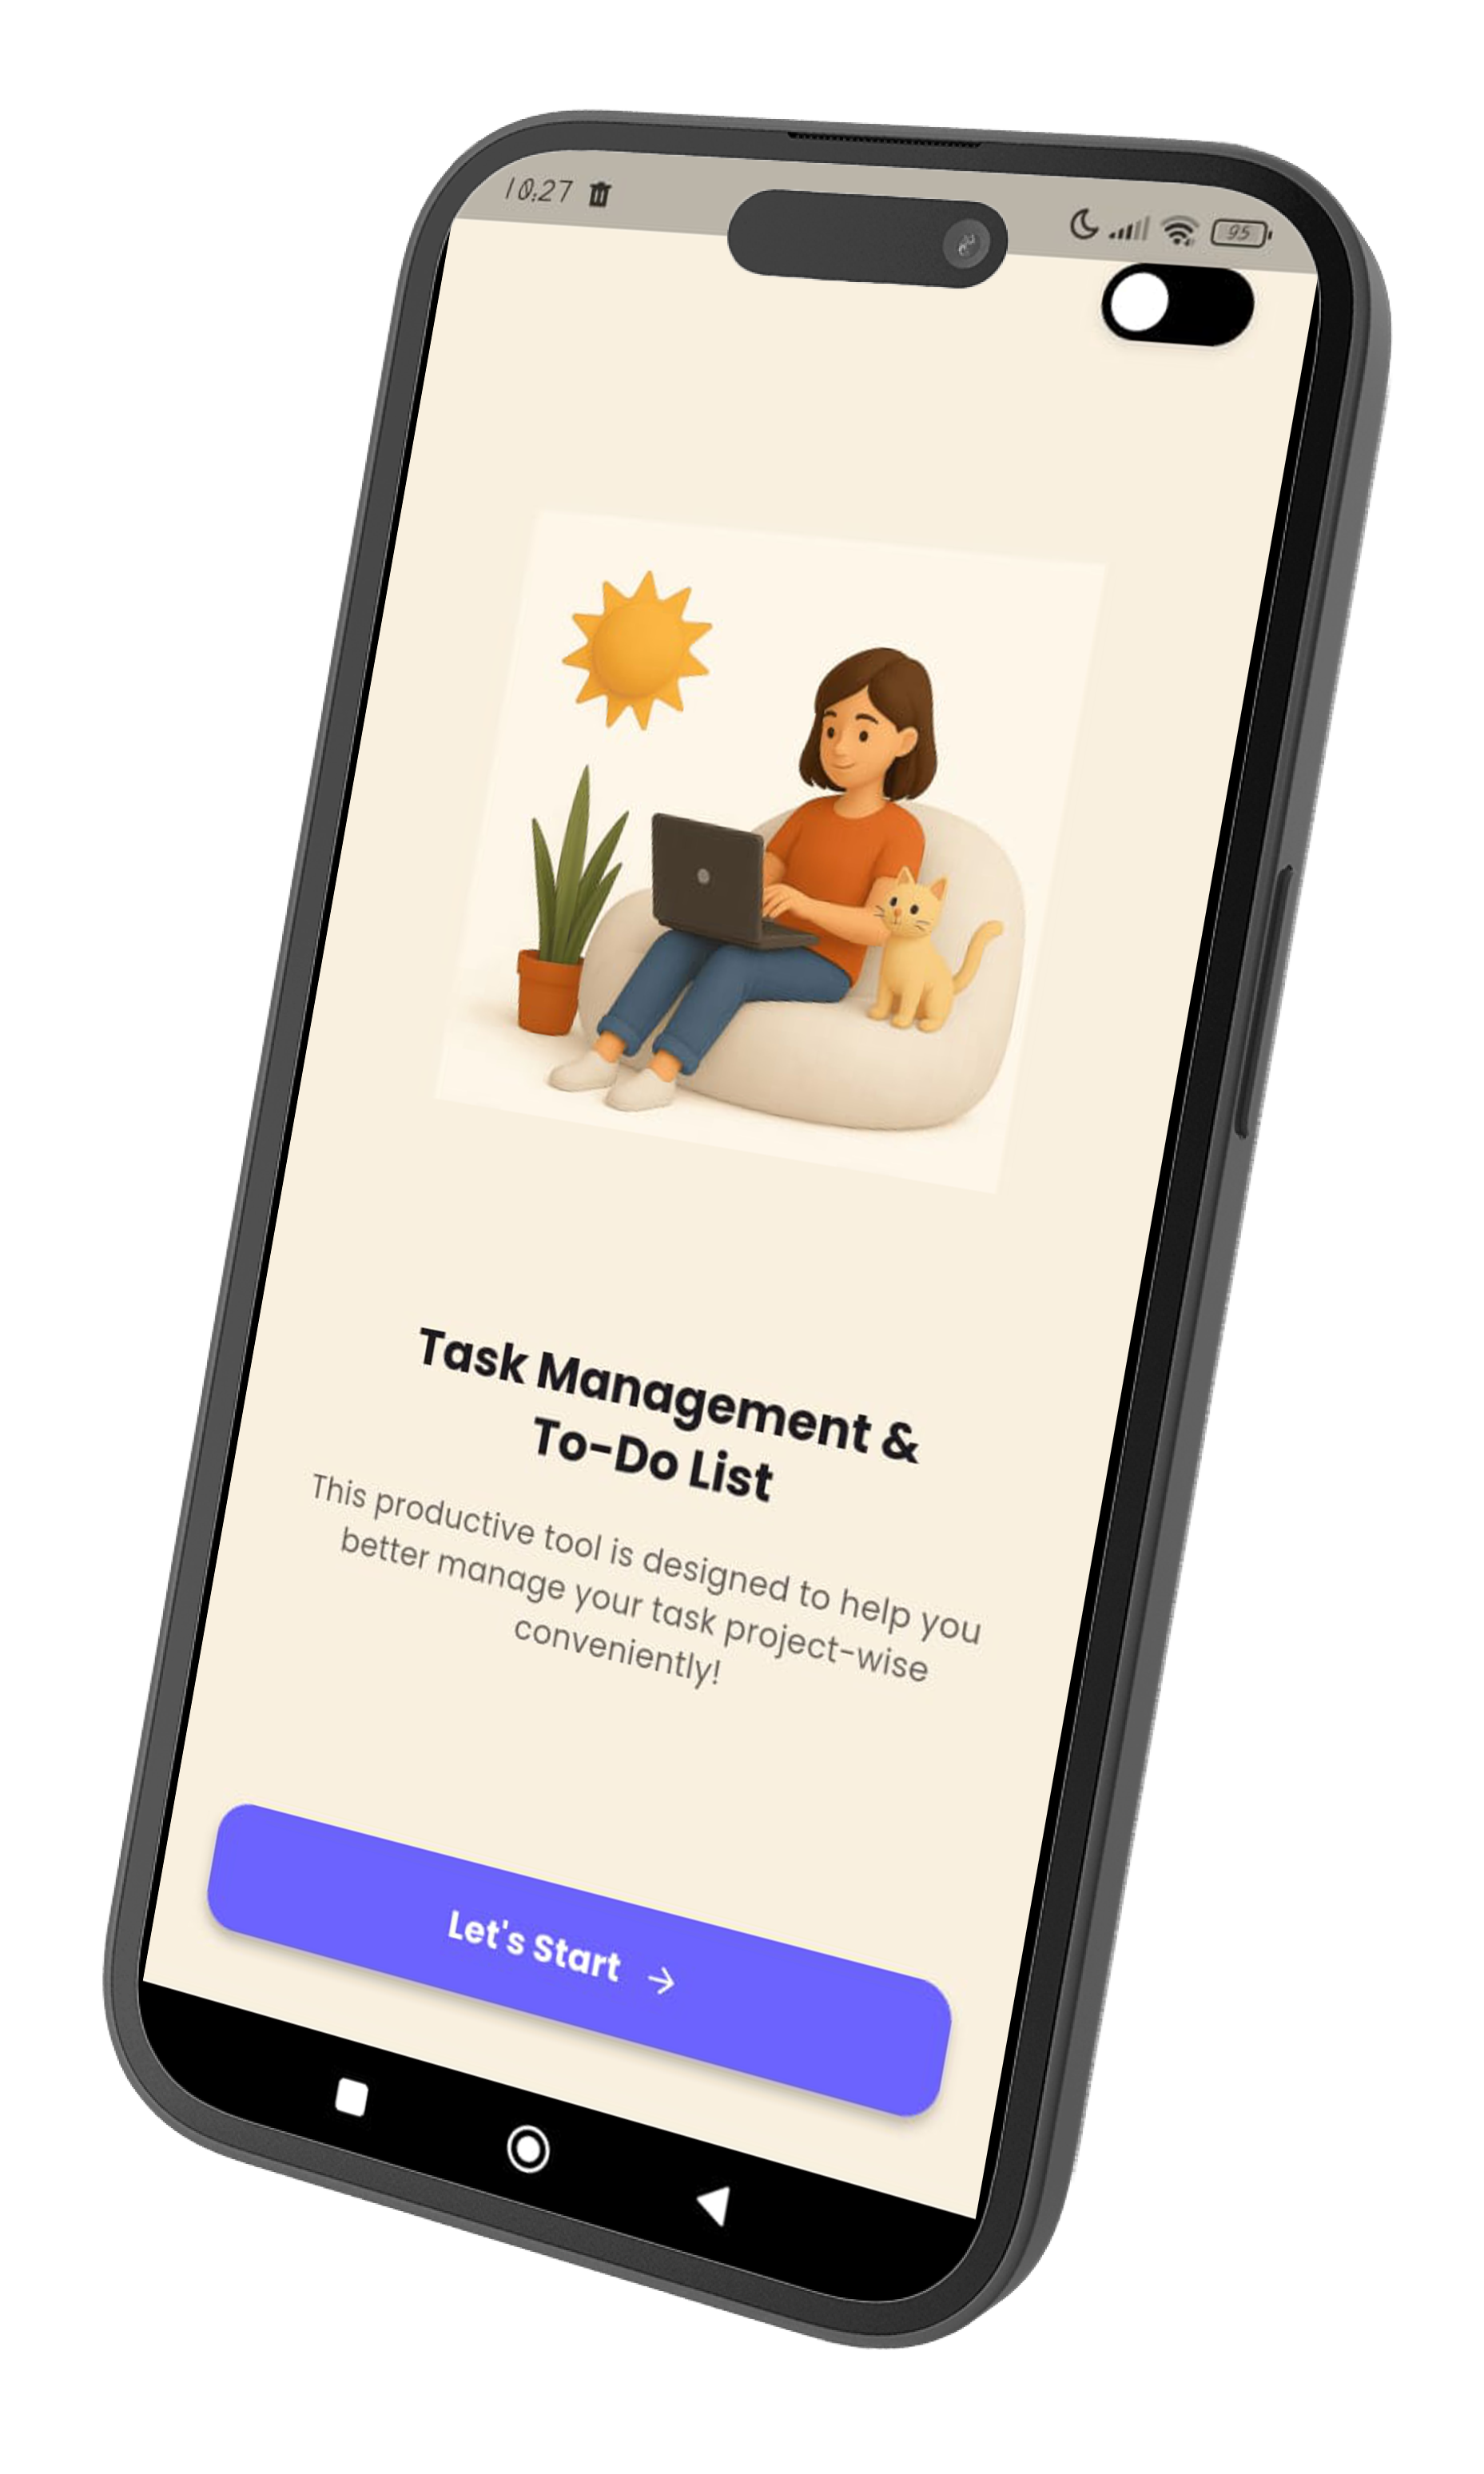 10:27
95
Task Management &
To-Do List
This productive tool is designed to help you
better manage your task project-wise
conveniently!
Let's Start →